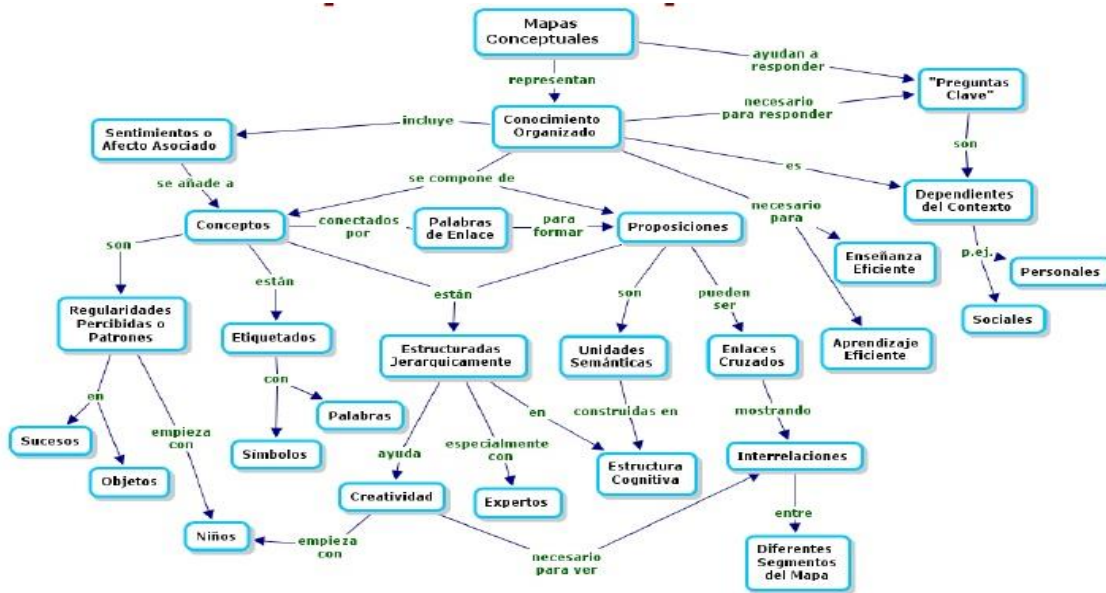 Mapas
Conceptuales
ayudan a
responder
representan
"Preguntas
Clave"
necesario
para responder
incluye
Conocimiento
Organizado
Sentimientos o
Afecto Asociado
son
es
se añade a
se compone de
Dependientes
del Contexto
necesario
para
Conceptos
conectados
por
Palabras
de Enlace
para
formar
Proposiciones
son
Enseñanza
Eficiente
p.ej.
Personales
están
están
son
pueden
ser
Regularidades
Percibidas o
Patrones
Sociales
Etiquetados
Estructuradas
Jerarquicamente
Unidades
Semánticas
Enlaces
Cruzados
Aprendizaje
Eficiente
con
en
Palabras
en
construidas en
mostrando
Sucesos
empieza
con
Símbolos
ayuda
especialmente
con
Interrelaciones
Objetos
Estructura
Cognitiva
Creatividad
Expertos
entre
Niños
empieza
con
necesario
para ver
Diferentes
Segmentos
del Mapa